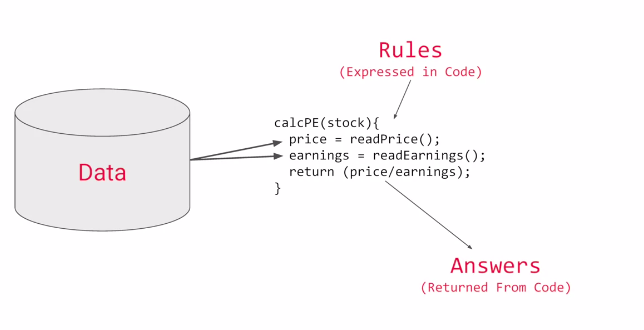 Rules
(Expressed in Code)
Data
calcPE(stock){
  price = readPrice();
  earnings = readEarnings();
  return (price/earnings);
}
Answers
(Returned From Code)